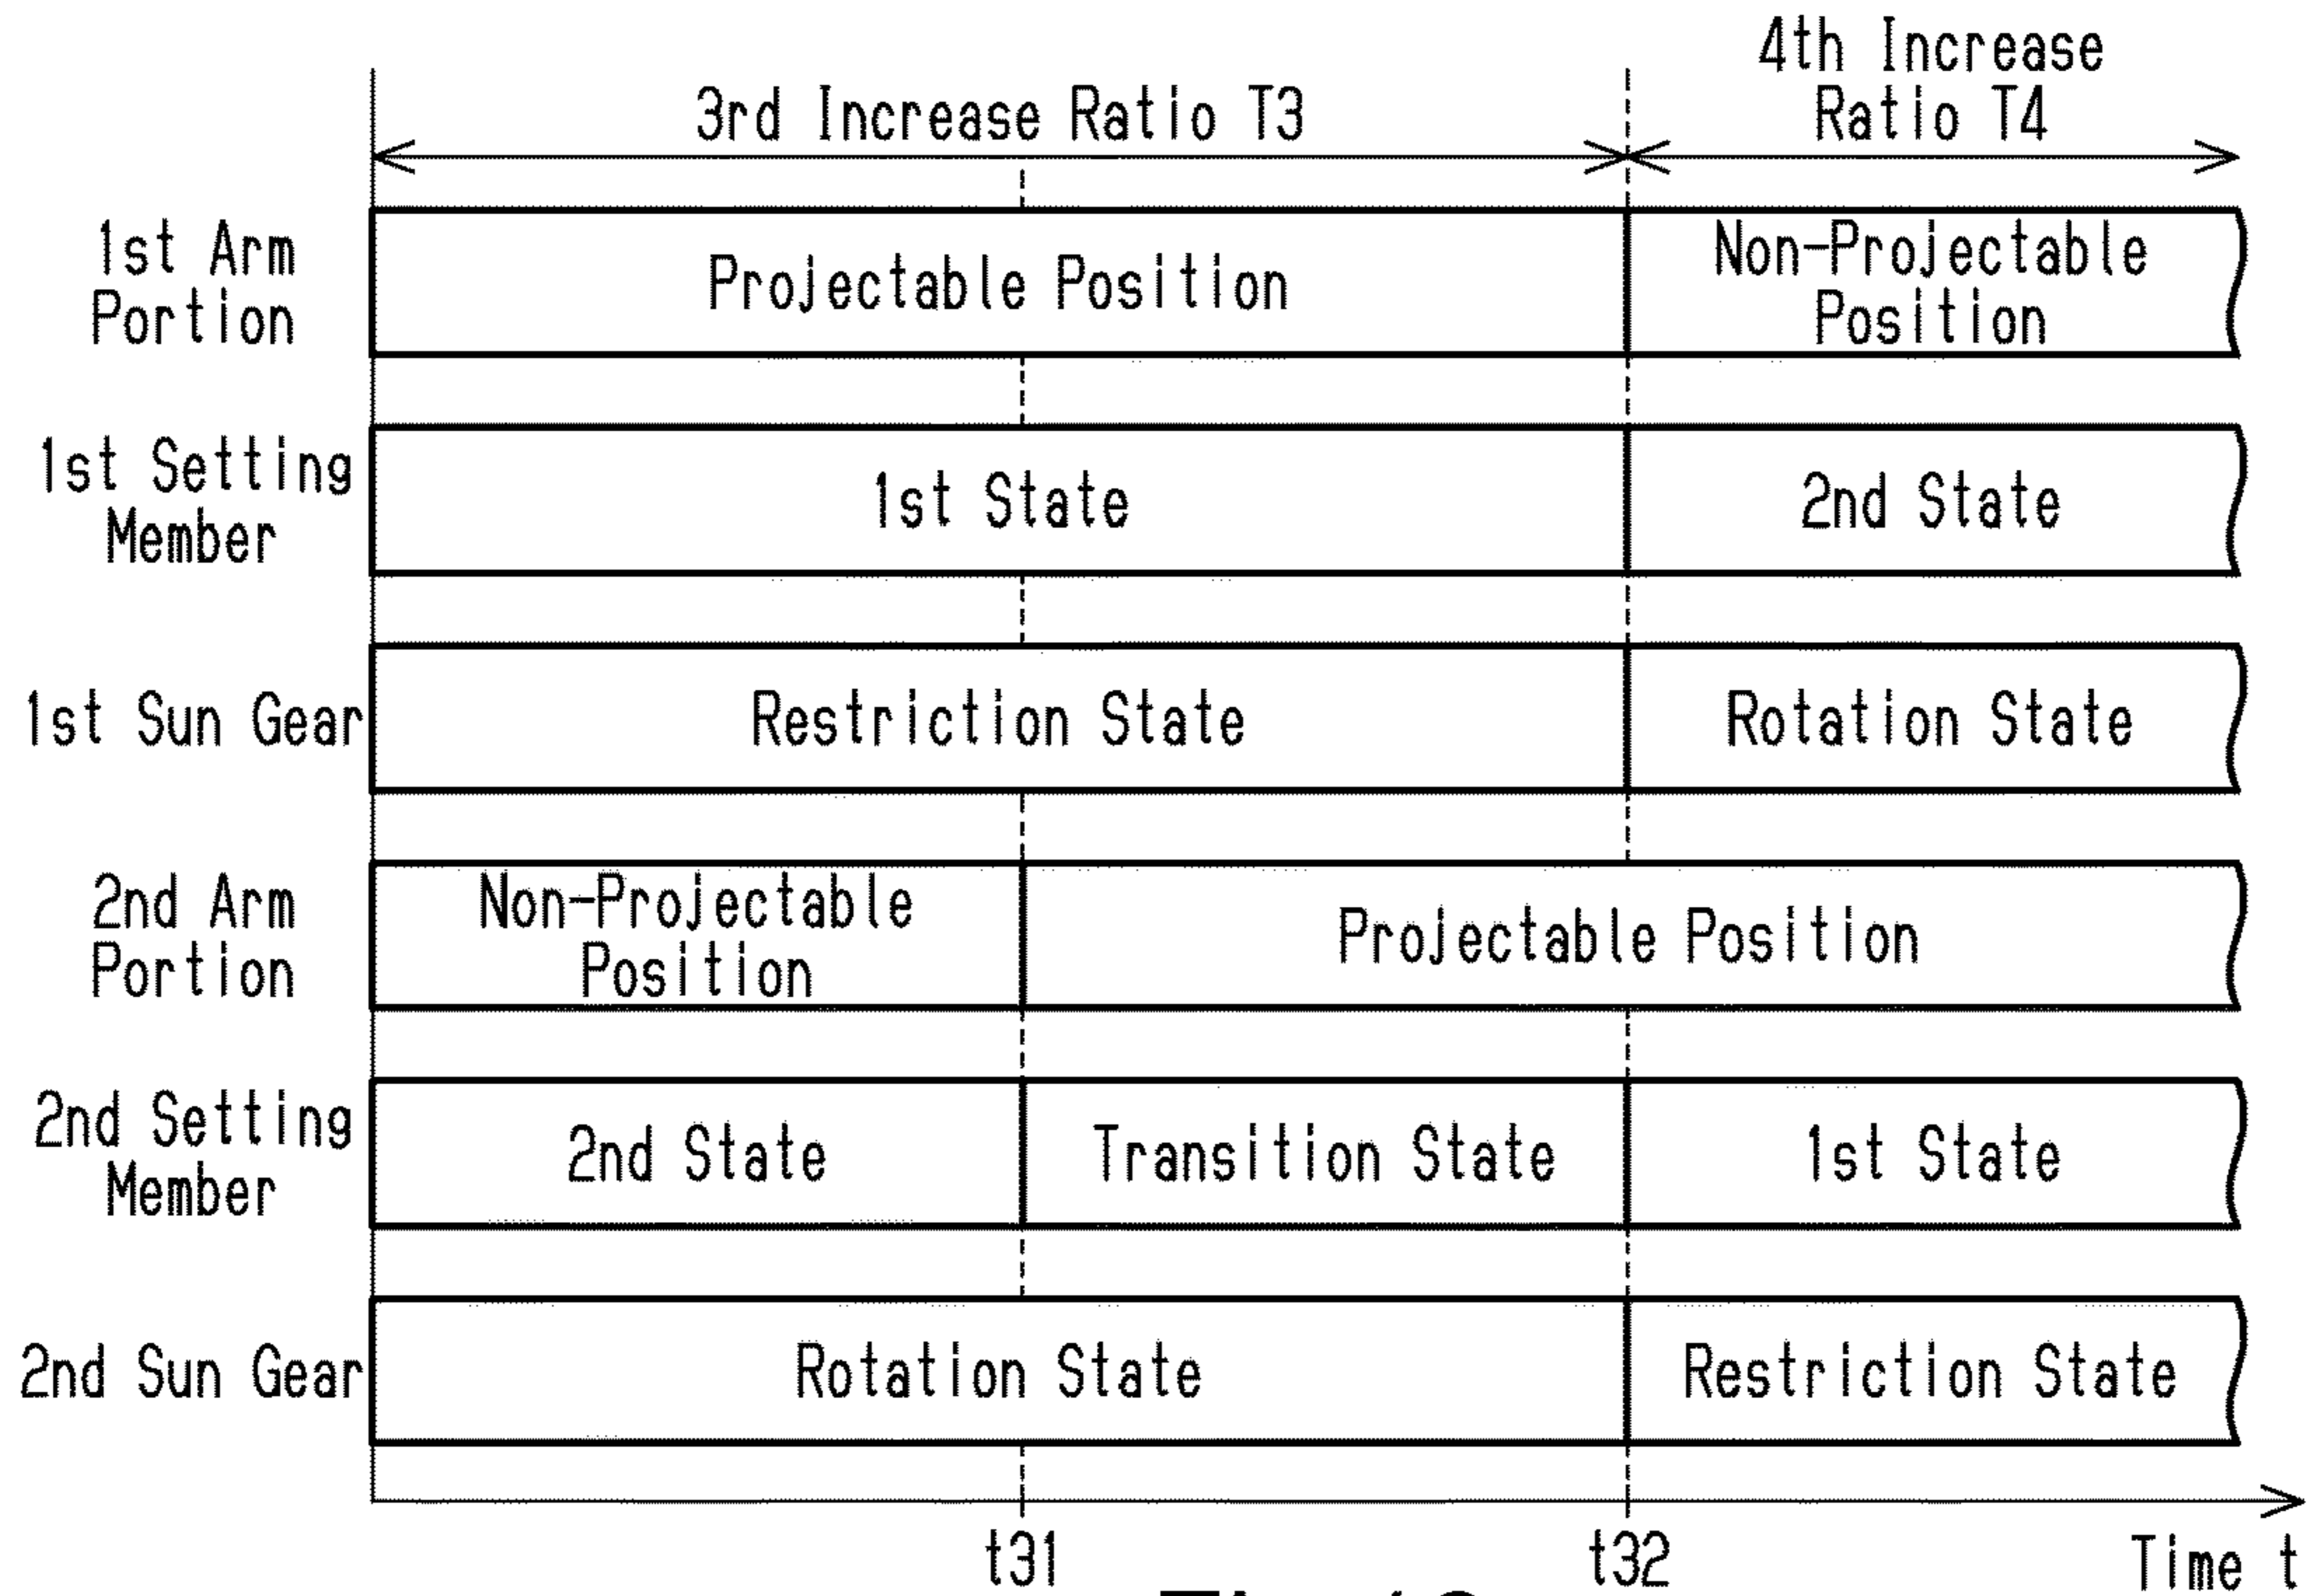 4th Increase
3rd Increase Ratio T3
Ratio T4
1st Arm
Portion
Projectable Position
Non-Projectable
Position
1st Setting
Member
1st State
2nd State
1st Sun Gear
Restriction State
Rotation State
2nd Arm
Portion
Non-Projectable
Position
Projectable Position
2nd Setting
Member
2nd State
Transition State
1st State
2nd Sun Gear
Rotation State
Restriction State
t31
t32
Time t